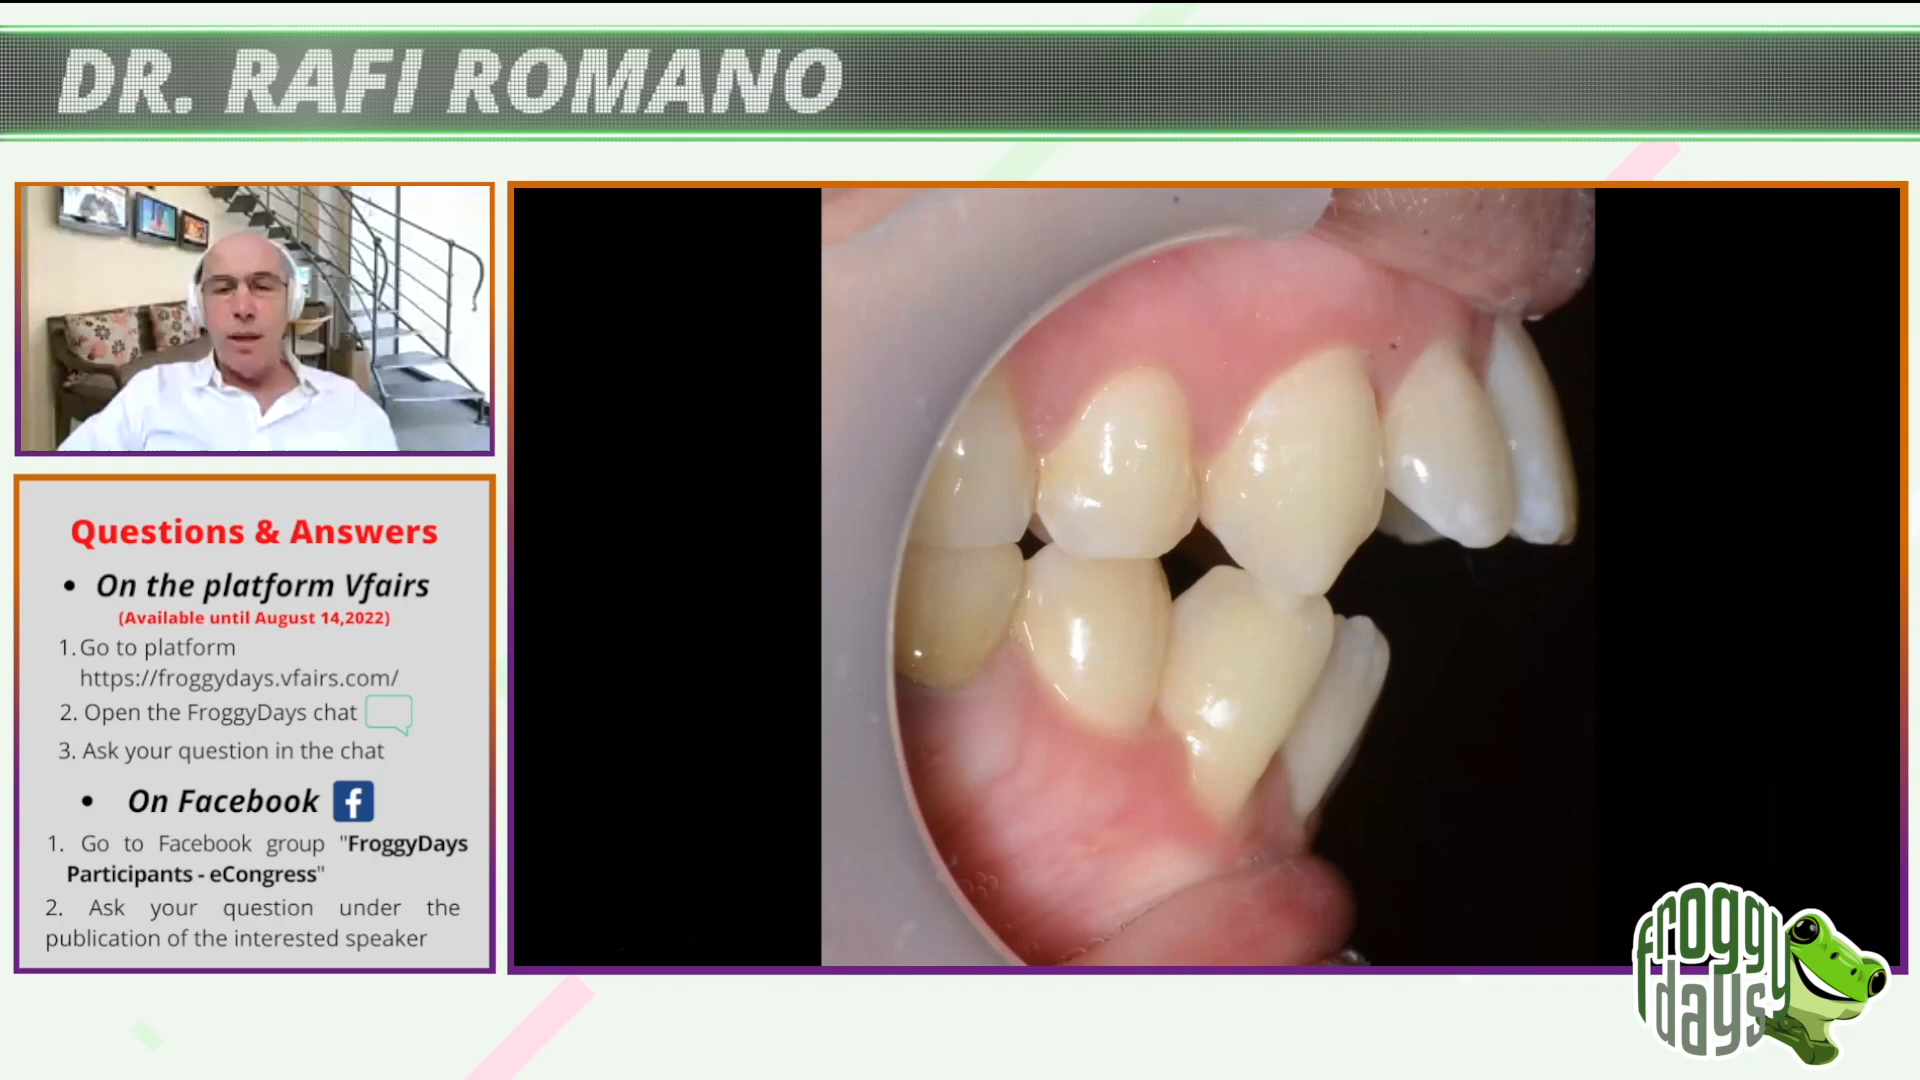 DR. RAFI ROMANO
Questions & Answers
• On the platform Vfairs
(Available until August 14,2022)
1. Go to platform
https://froggydays.vfairs.com/
2. Open the FroggyDays chat
3. Ask your question in the chat
• On Facebook f
1. Go to Facebook group "FroggyDays
Participants - eCongress"
2. Ask your question under the
publication of the interested speaker
froggy
days